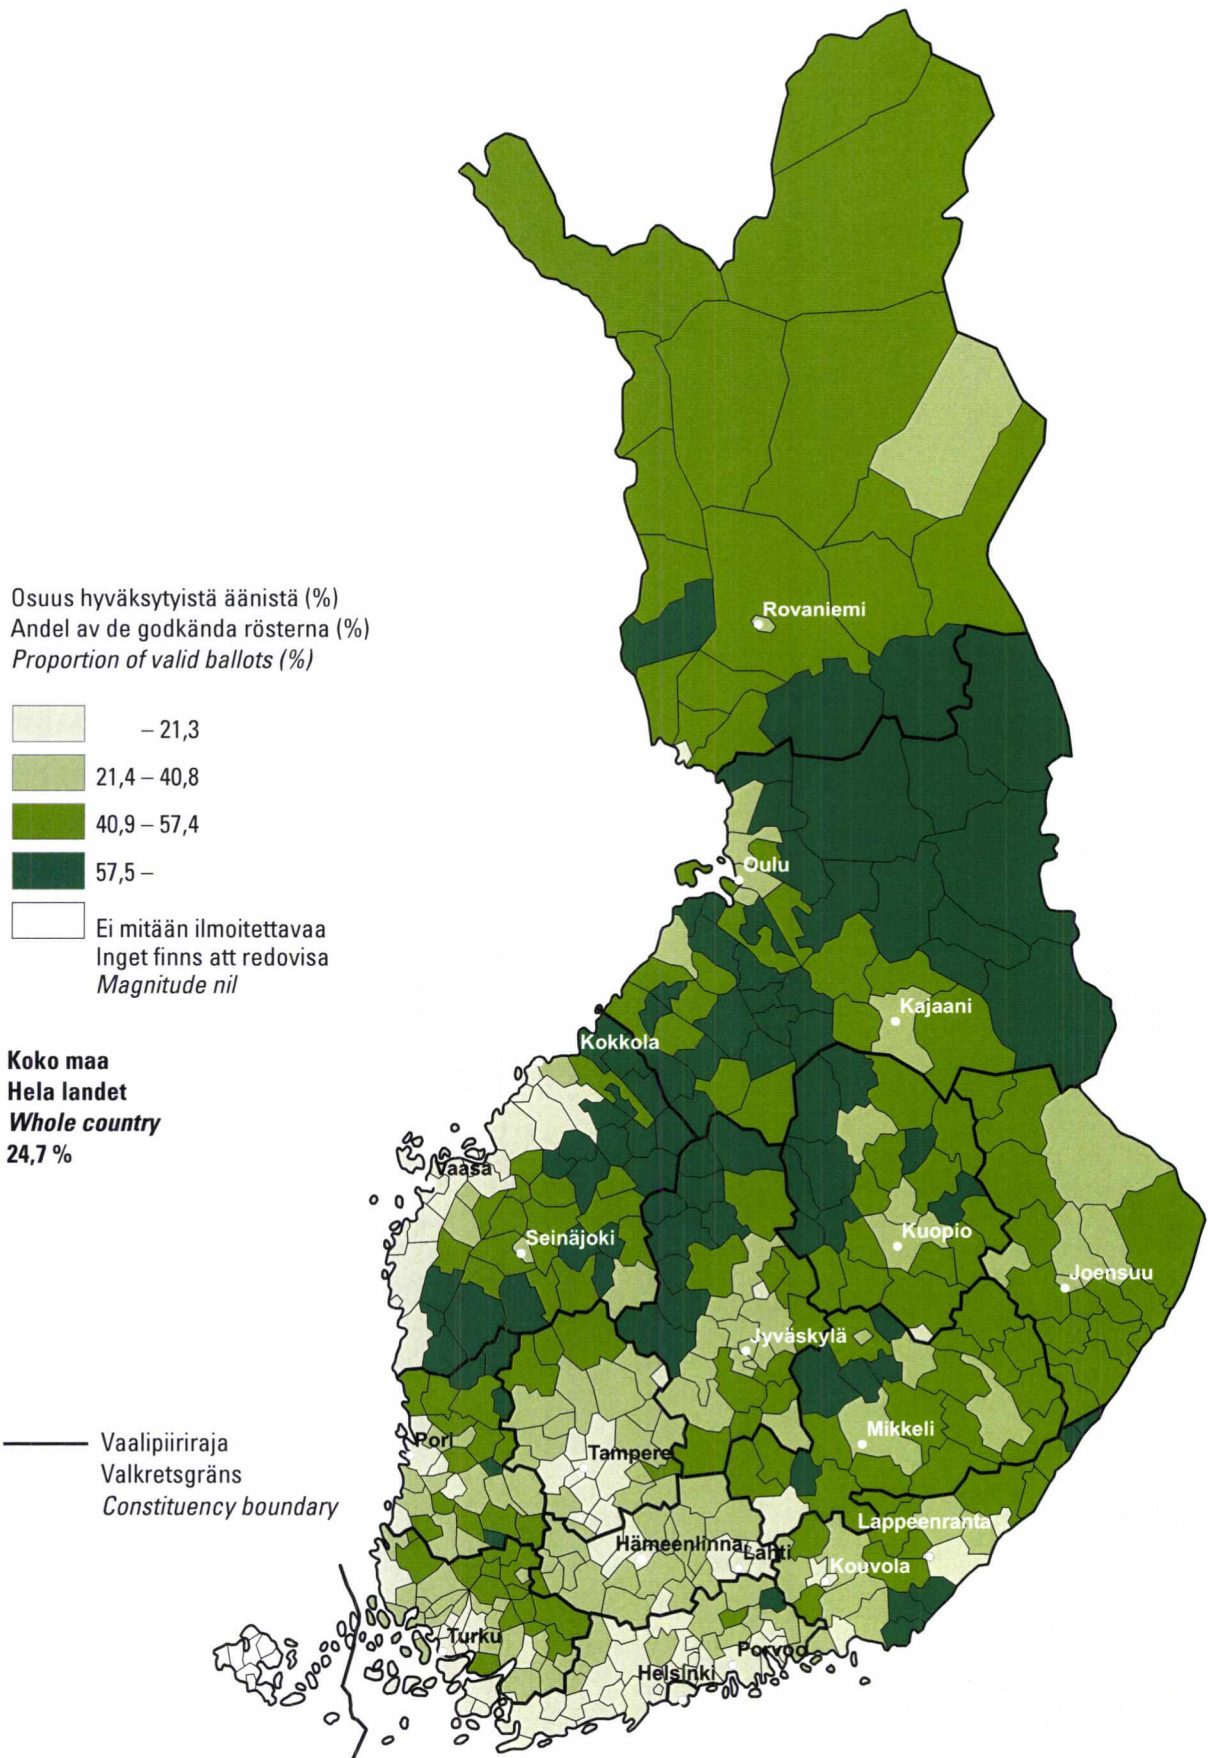 Osuus hyväksytyistä äänistä (%)
Andel av de godkända rösterna (%)
Proportion of valid ballots (%)
– 21,3
21,4 – 40,8
40,9 – 57,4
57,5 –
Ei mitään ilmoitettavaa
Inget finns att redovisa
Magnitude nil
Koko maa
Hela landet
Whole country
24,7 %
Vaalipiiriraja
Valkretsgräns
Constituency boundary
Rovaniemi
Oulu
Kajaani
Kokkola
Vaasa
Seinäjoki
Kuopio
Joensuu
Jyväskylä
Mikkeli
Pori
Tampere
Lappeenranta
Hämeenlinna
Lahti
Kouvola
Turku
Porvoo
Helsinki